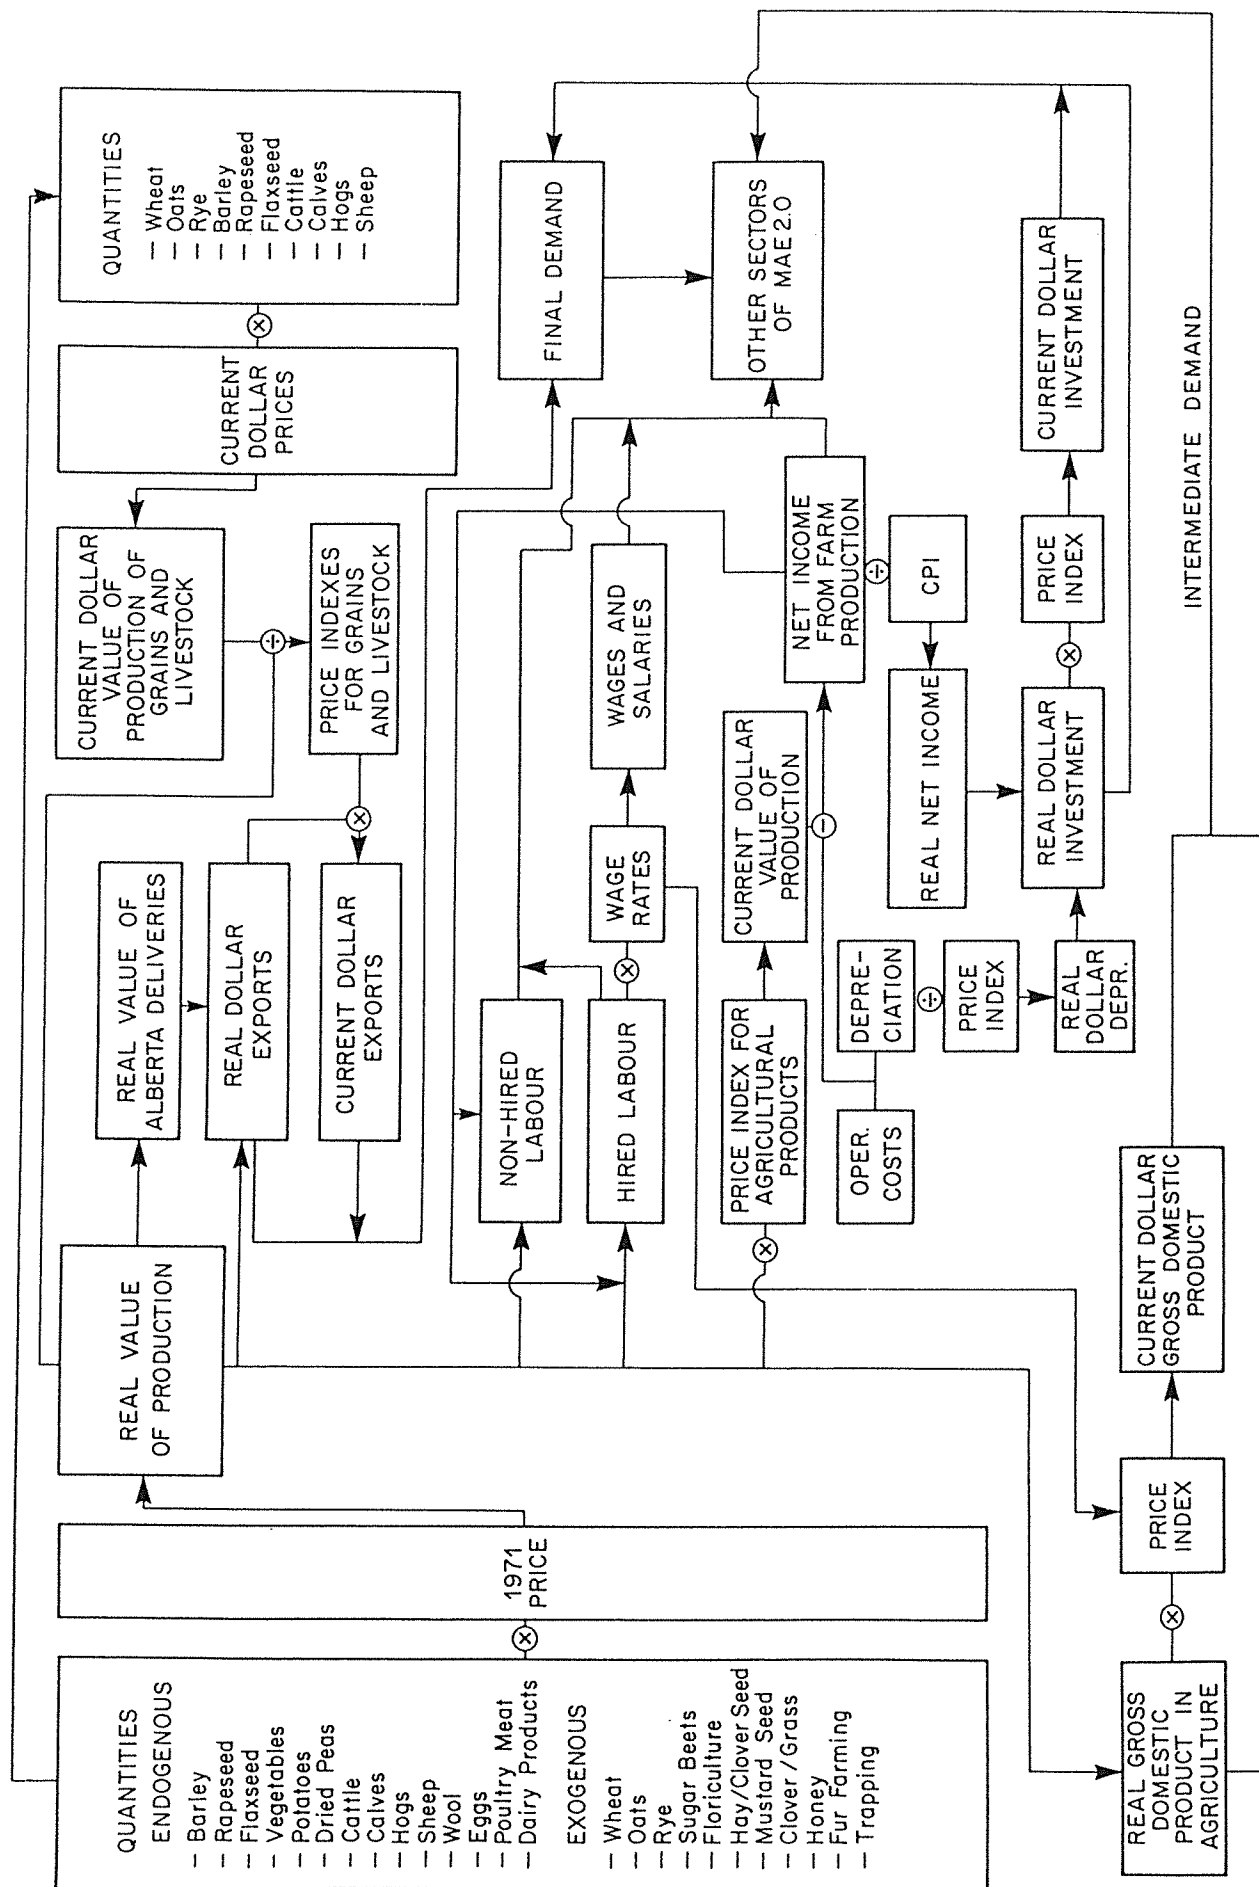 QUANTITIES
ENDOGENOUS
– Barley
– Rapeseed
– Flaxseed
– Vegetables
– Potatoes
– Dried Peas
– Cattle
– Calves
– Hogs
– Sheep
– Wool
– Eggs
– Poultry Meat
– Dairy Products
EXOGENOUS
– Wheat
– Oats
– Rye
– Sugar Beets
– Floriculture
– Hay/Clover Seed
– Mustard Seed
– Clover/Grass
– Honey
– Fur Farming
– Trapping
×
1971
PRICE
REAL VALUE
OF PRODUCTION
REAL VALUE OF
ALBERTA DELIVERIES
REAL DOLLAR
EXPORTS
CURRENT DOLLAR
EXPORTS
×
CURRENT DOLLAR
VALUE OF
PRODUCTION OF
GRAINS AND
LIVESTOCK
÷
PRICE INDEXES
FOR GRAINS
AND LIVESTOCK
CURRENT
DOLLAR
PRICES
×
QUANTITIES
– Wheat
– Oats
– Rye
– Barley
– Rapeseed
– Flaxseed
– Cattle
– Calves
– Hogs
– Sheep
NON-HIRED
LABOUR
HIRED LABOUR
×
WAGE
RATES
WAGES AND
SALARIES
FINAL DEMAND
OTHER SECTORS
OF MAE 2.0
×
PRICE INDEX FOR
AGRICULTURAL
PRODUCTS
CURRENT DOLLAR
VALUE OF
PRODUCTION
–
NET INCOME
FROM FARM
PRODUCTION
÷
CPI
OPER.
COSTS
DEPRE-
CIATION
÷
PRICE
INDEX
REAL
DOLLAR
DEPR.
REAL NET INCOME
REAL DOLLAR
INVESTMENT
×
PRICE
INDEX
CURRENT DOLLAR
INVESTMENT
REAL GROSS
DOMESTIC
PRODUCT IN
AGRICULTURE
×
PRICE
INDEX
CURRENT DOLLAR
GROSS DOMESTIC
PRODUCT
INTERMEDIATE DEMAND